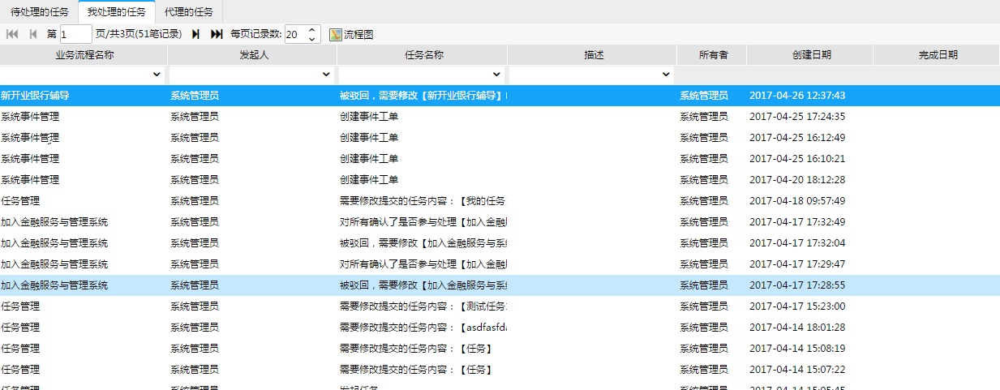 待处理的任务 我处理的任务 代理的任务
第 1 页/共3页(51笔记录) 每页记录数: 20 流程图
业务流程名称 发起人 任务名称 描述 所有者 创建日期 完成日期
新开业银行辅导 系统管理员 被驳回，需要修改【新开业银行辅导】 系统管理员 2017-04-26 12:37:43
系统事件管理 系统管理员 创建事件工单 系统管理员 2017-04-25 17:24:35
系统事件管理 系统管理员 创建事件工单 系统管理员 2017-04-25 16:12:49
系统事件管理 系统管理员 创建事件工单 系统管理员 2017-04-25 16:10:21
系统事件管理 系统管理员 创建事件工单 系统管理员 2017-04-20 18:12:28
任务管理 系统管理员 需要修改提交的任务内容：【我的任务 系统管理员 2017-04-18 09:57:49
加入金融服务与管理系统 系统管理员 对所有确认了是否参与处理【加入金融 系统管理员 2017-04-17 17:32:49
加入金融服务与管理系统 系统管理员 被驳回，需要修改【加入金融服务与系统 系统管理员 2017-04-17 17:32:04
加入金融服务与管理系统 系统管理员 对所有确认了是否参与处理【加入金融 系统管理员 2017-04-17 17:29:47
加入金融服务与管理系统 系统管理员 被驳回，需要修改【加入金融服务与系统 系统管理员 2017-04-17 17:28:55
任务管理 系统管理员 需要修改提交的任务内容：【测试任务 系统管理员 2017-04-17 15:23:00
任务管理 系统管理员 需要修改提交的任务内容：【asdfasfda 系统管理员 2017-04-14 18:01:28
任务管理 系统管理员 需要修改提交的任务内容：【任务】 系统管理员 2017-04-14 15:08:19
任务管理 系统管理员 需要修改提交的任务内容：【任务】 系统管理员 2017-04-14 15:07:22
任务管理 系统管理员 发起任务 系统管理员 2017-04-14 15:05:45